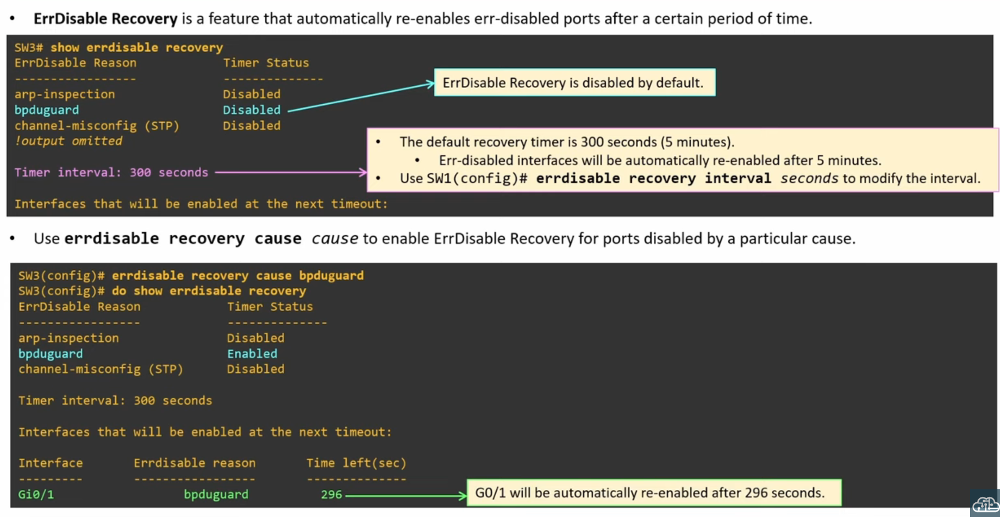 • ErrDisable Recovery is a feature that automatically re-enables err-disabled ports after a certain period of time.
SW3# show errdisable recovery
ErrDisable Reason Timer Status
----------------- --------------
arp-inspection Disabled
bpduguard Disabled
channel-misconfig (STP) Disabled
!output omitted
ErrDisable Recovery is disabled by default.
Timer interval: 300 seconds
• The default recovery timer is 300 seconds (5 minutes).
• Err-disabled interfaces will be automatically re-enabled after 5 minutes.
• Use SW1(config)# errdisable recovery interval seconds to modify the interval.
Interfaces that will be enabled at the next timeout:
• Use errdisable recovery cause cause to enable ErrDisable Recovery for ports disabled by a particular cause.
SW3(config)# errdisable recovery cause bpduguard
SW3(config)# do show errdisable recovery
ErrDisable Reason Timer Status
----------------- --------------
arp-inspection Disabled
bpduguard Enabled
channel-misconfig (STP) Disabled
Timer interval: 300 seconds
Interfaces that will be enabled at the next timeout:
Interface Errdisable reason Time left(sec)
--------- ----------------- --------------
Gi0/1 bpduguard 296
G0/1 will be automatically re-enabled after 296 seconds.